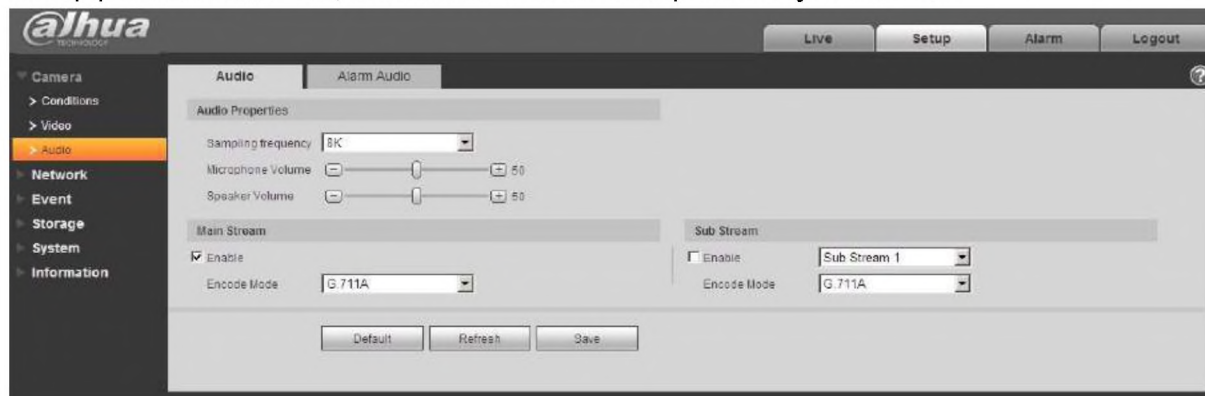 alhua
TECHNOLOGY
Live
Setup
Alarm
Logout
Camera
> Conditions
> Video
> Audio
Network
Event
Storage
System
Information
Audio
Alarm Audio
?
Audio Properties
Sampling frequency 8K
Microphone Volume 50
Speaker Volume 50
Main Stream
Enable
Encode Mode G.711A
Sub Stream
Enable Sub Stream 1
Encode Mode G.711A
Default Refresh Save